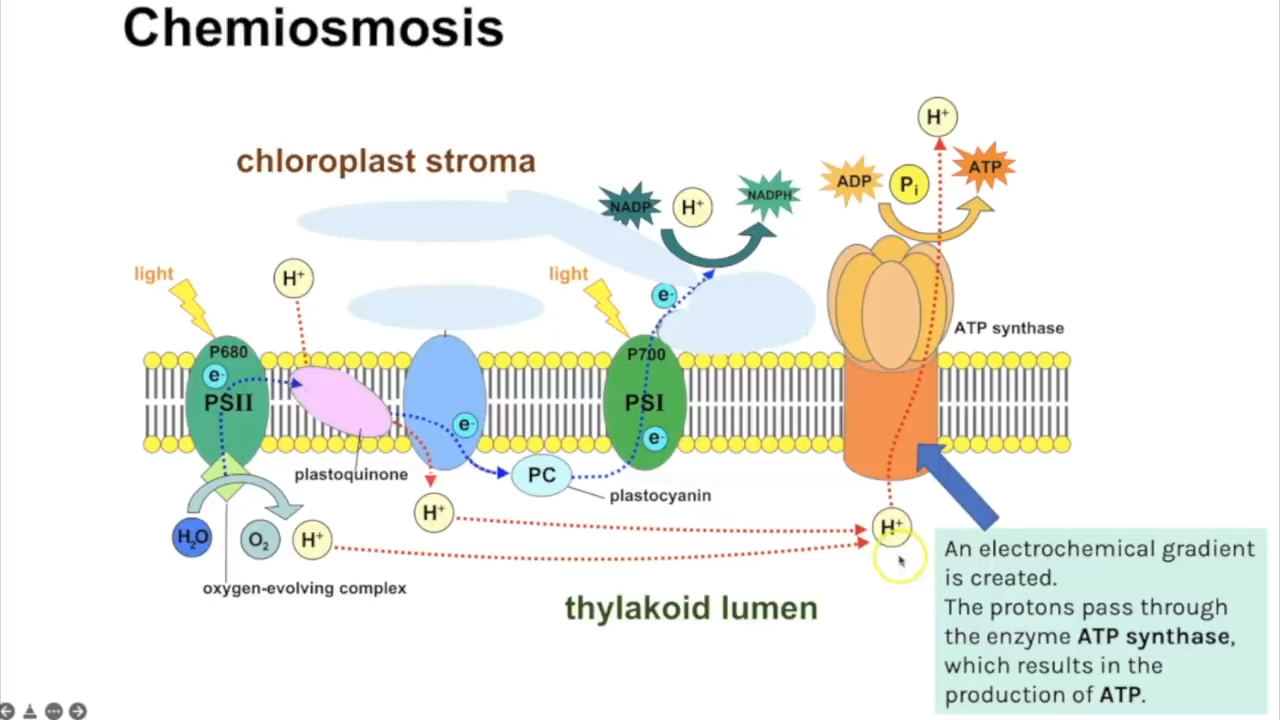 Chemiosmosis
chloroplast stroma
H⁺
ADP
Pᵢ
ATP
NADP
H⁺
NADPH
light
H⁺
light
e⁻
ATP synthase
P680
e⁻
PSII
P700
PSI
e⁻
e⁻
plastoquinone
PC
plastocyanin
H₂O
O₂
H⁺
H⁺
H⁺
oxygen-evolving complex
thylakoid lumen
An electrochemical gradient
is created.
The protons pass through
the enzyme ATP synthase,
which results in the
production of ATP.